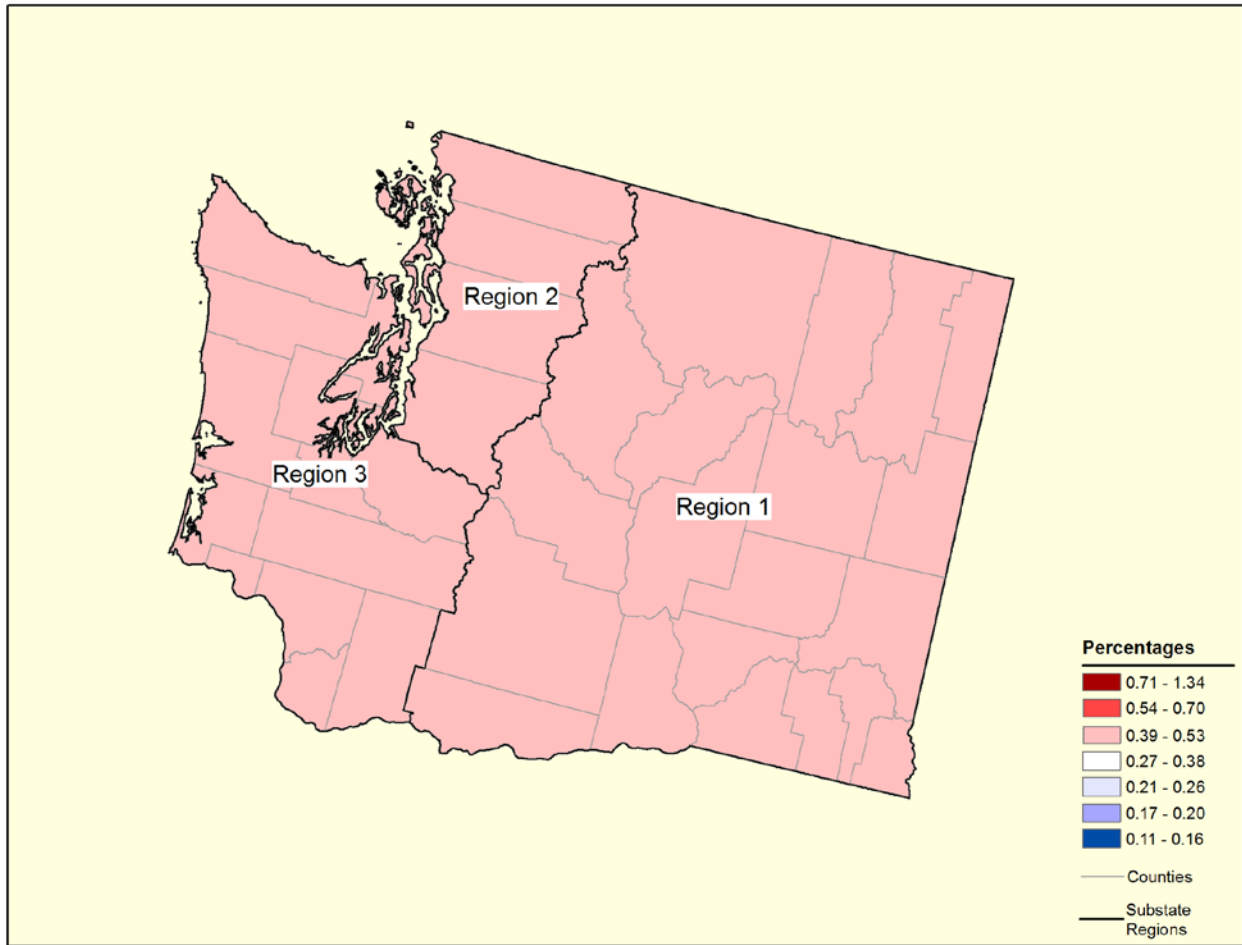 Region 2
Region 3
Region 1
Percentages
0.71 - 1.34
0.54 - 0.70
0.39 - 0.53
0.27 - 0.38
0.21 - 0.26
0.17 - 0.20
0.11 - 0.16
Counties
Substate
Regions